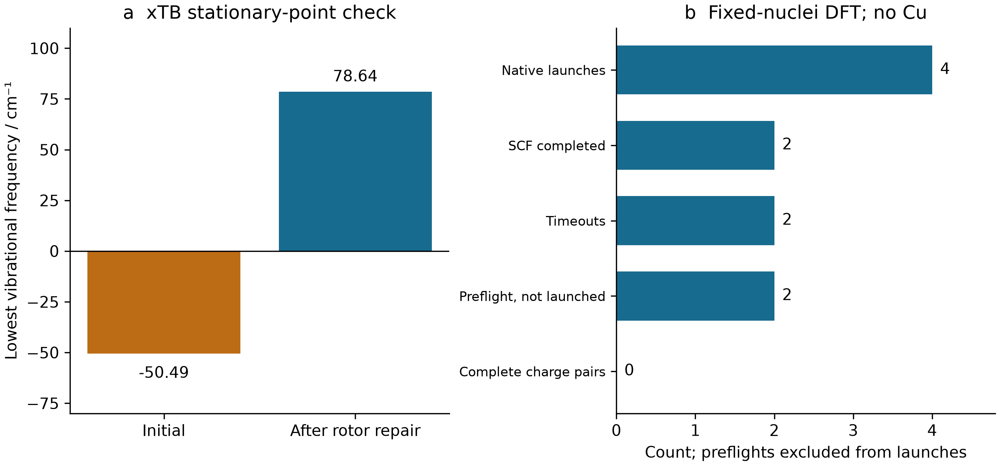 a  xTB stationary-point check
Lowest vibrational frequency / cm⁻¹
100
75
50
25
0
−25
−50
−75
78.64
-50.49
Initial
After rotor repair
b  Fixed-nuclei DFT; no Cu
Native launches
4
SCF completed
2
Timeouts
2
Preflight, not launched
2
Complete charge pairs
0
0
1
2
3
4
Count; preflights excluded from launches